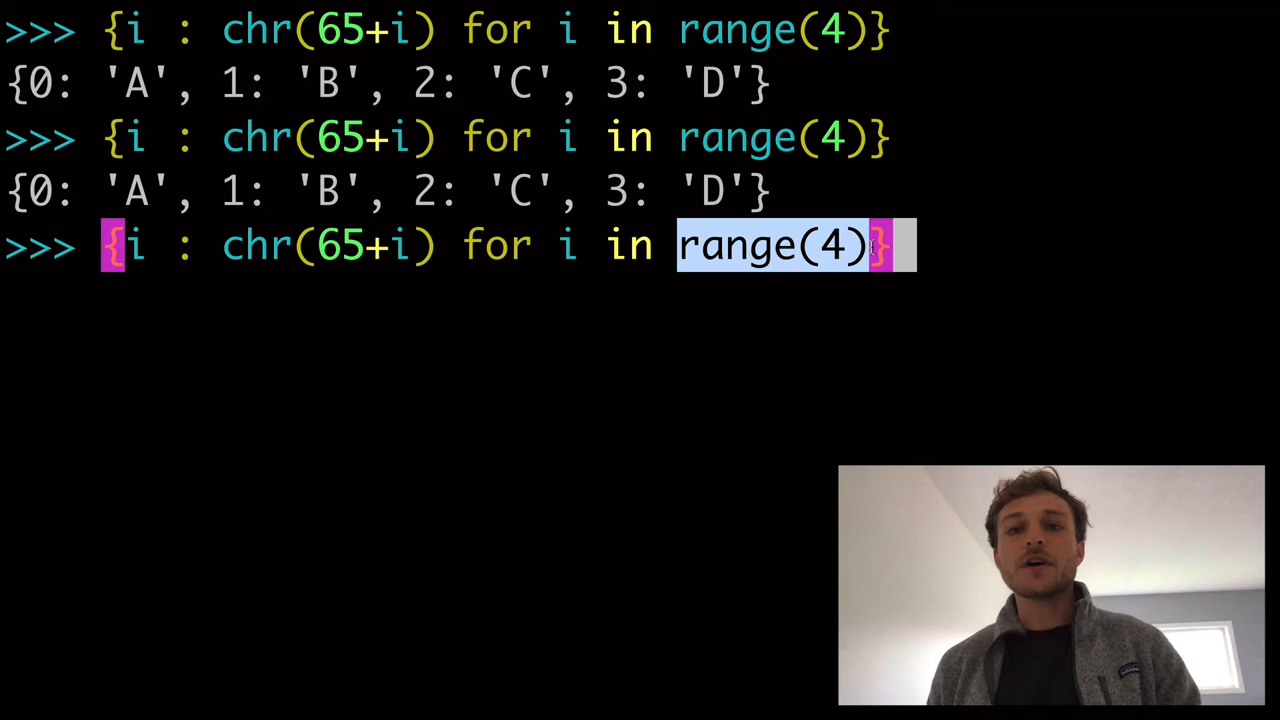 >>> {i : chr(65+i) for i in range(4)}
{0: 'A', 1: 'B', 2: 'C', 3: 'D'}
>>> {i : chr(65+i) for i in range(4)}
{0: 'A', 1: 'B', 2: 'C', 3: 'D'}
>>> {i : chr(65+i) for i in range(4)}